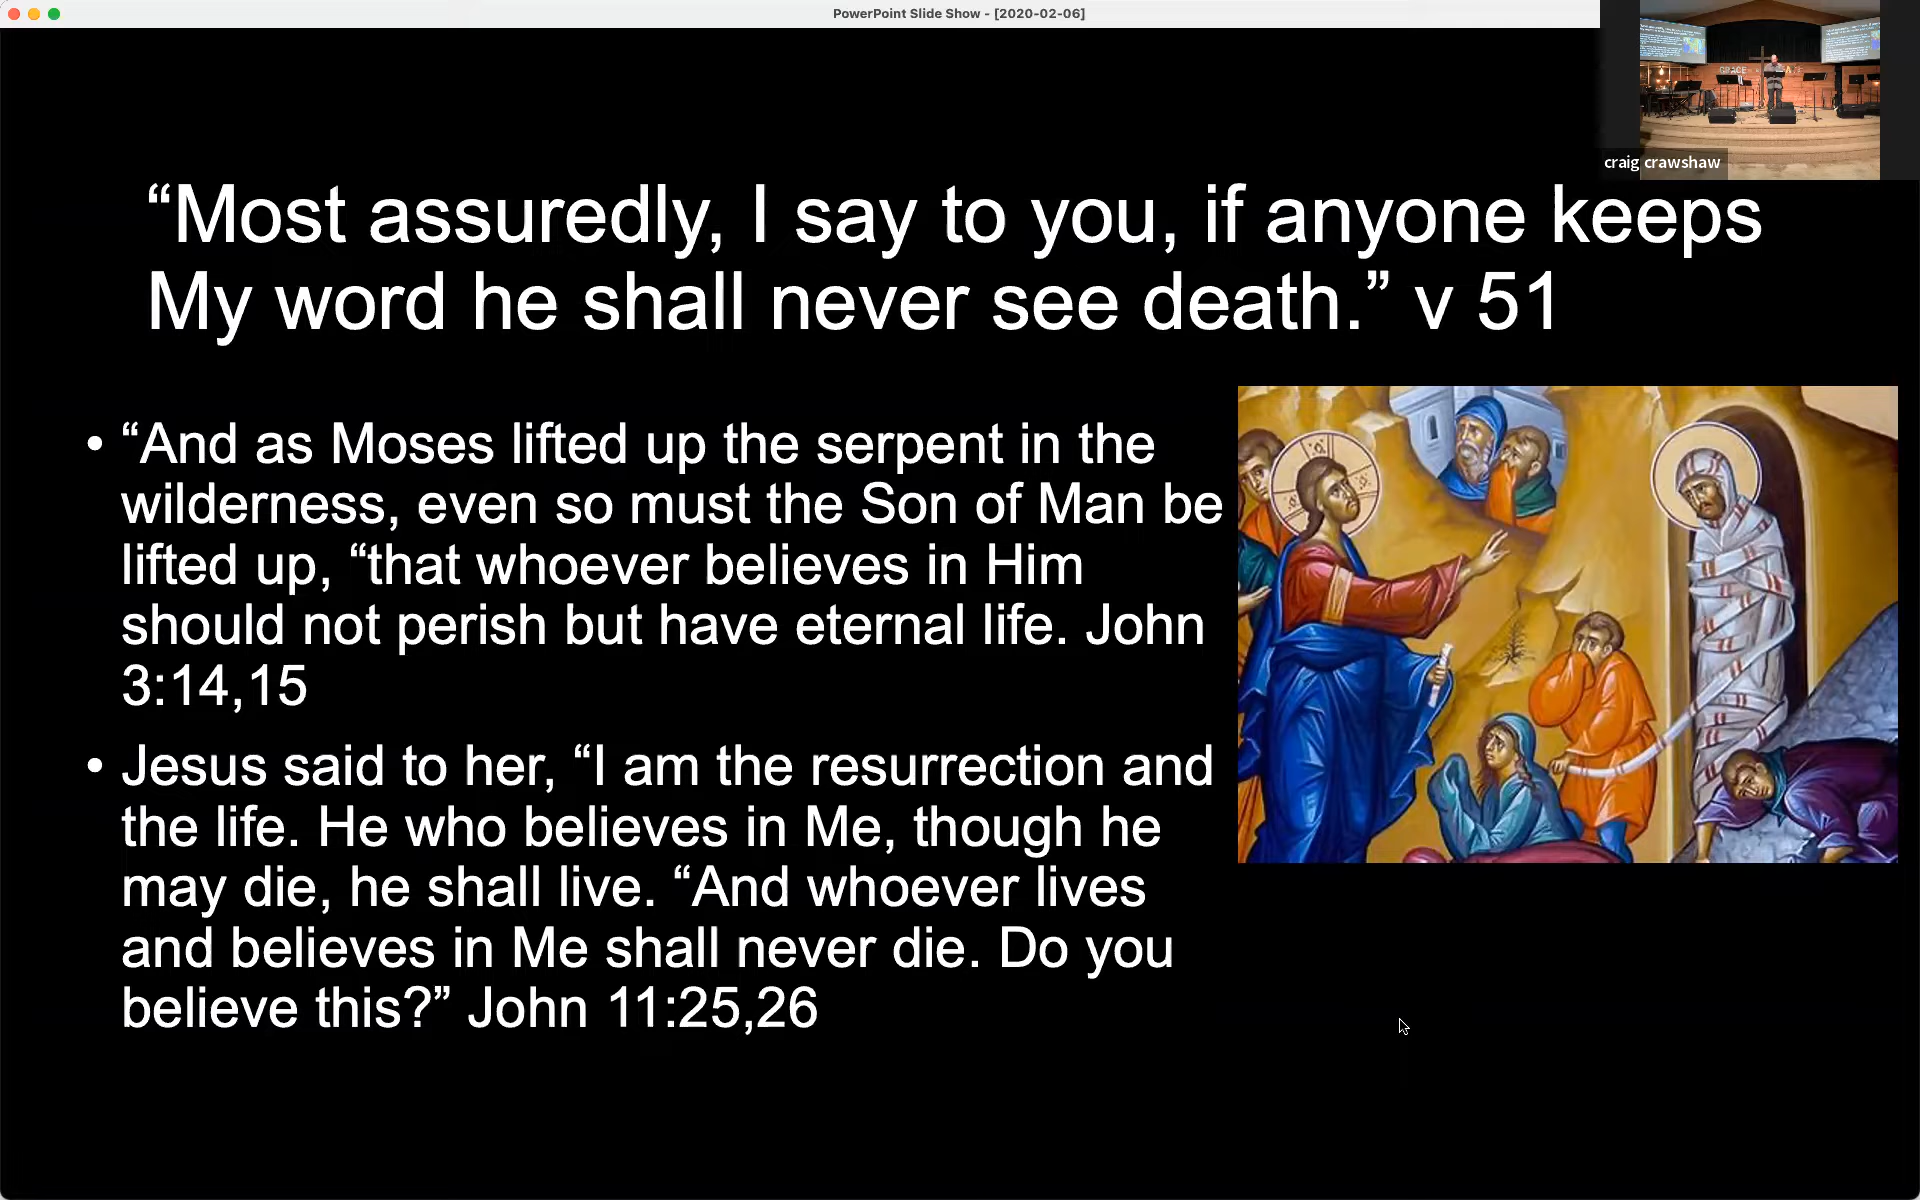 PowerPoint Slide Show - [2020-02-06]
craig crawshaw
“Most assuredly, I say to you, if anyone keeps
My word he shall never see death.” v 51
• “And as Moses lifted up the serpent in the
wilderness, even so must the Son of Man be
lifted up, “that whoever believes in Him
should not perish but have eternal life. John
3:14,15
• Jesus said to her, “I am the resurrection and
the life. He who believes in Me, though he
may die, he shall live. “And whoever lives
and believes in Me shall never die. Do you
believe this?” John 11:25,26